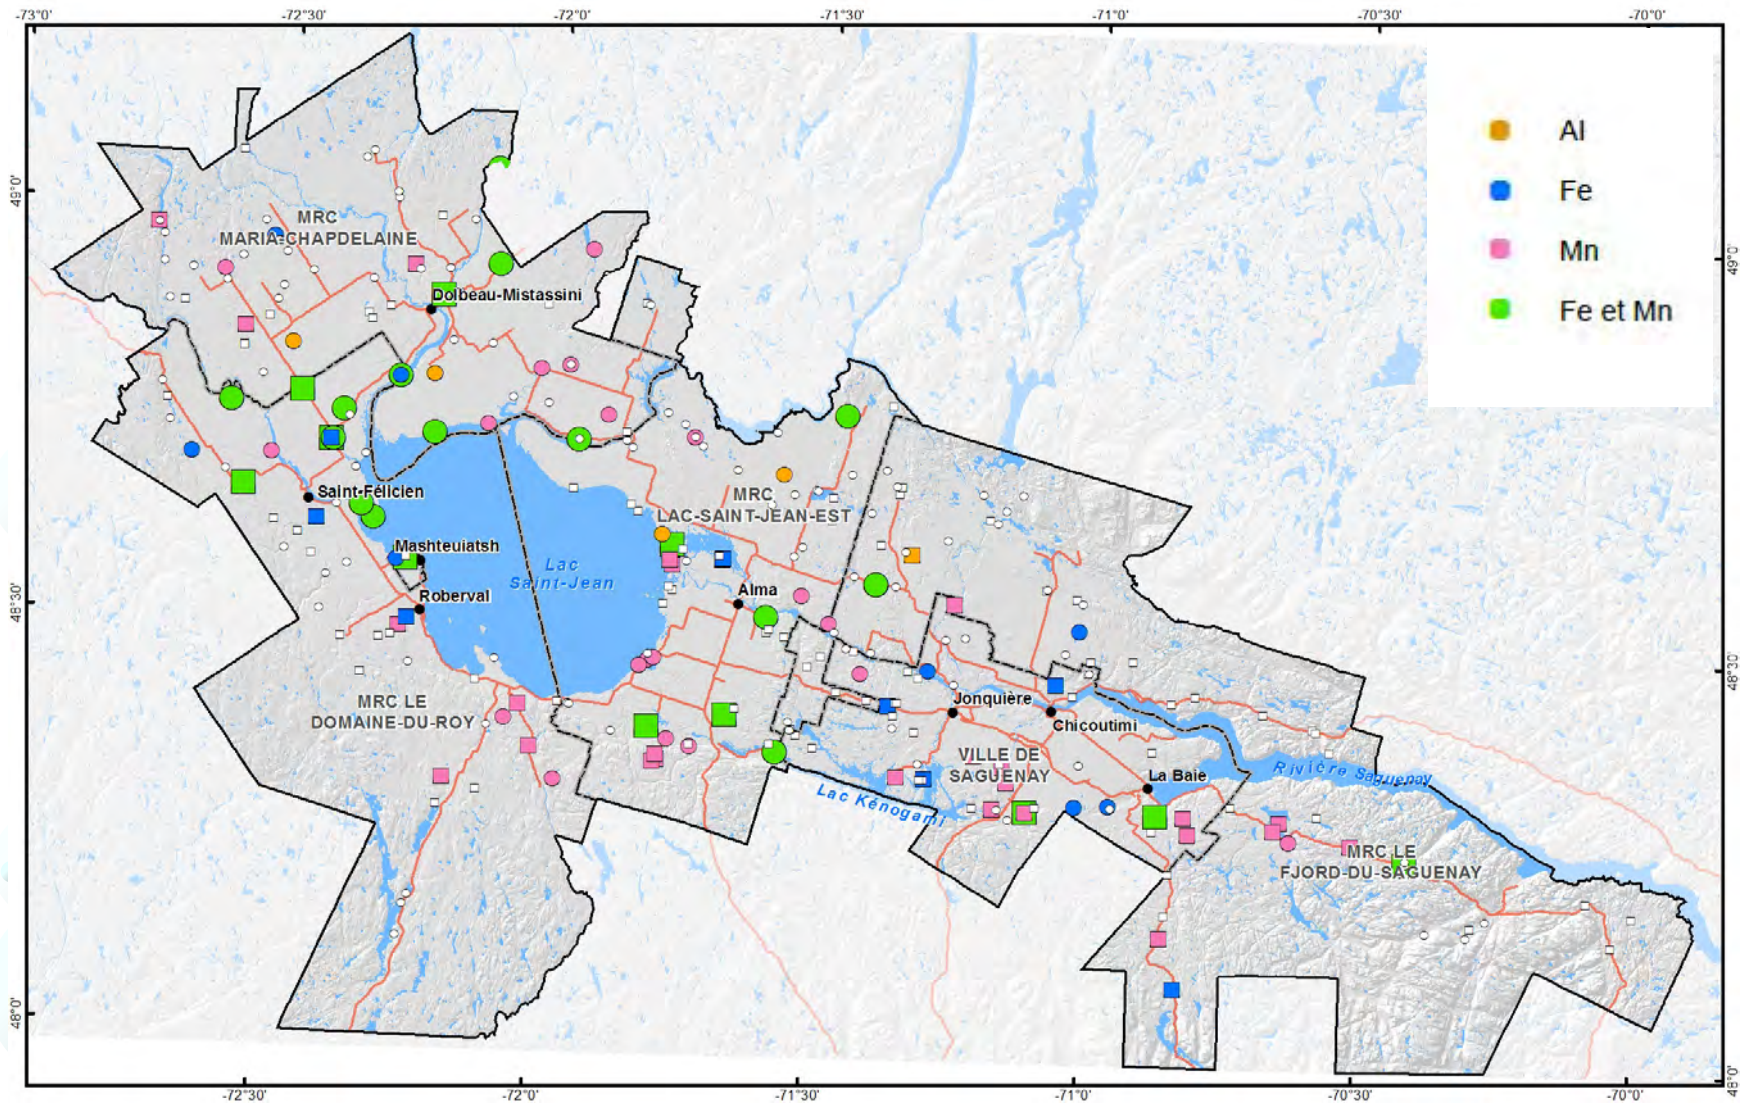 -73°0'
-72°30'
-72°0'
-71°30'
-71°0'
-70°30'
-70°0'
Al
Fe
Mn
Fe et Mn
49°0'
49°0'
MRC
MARIA-CHAPDELAINE
Dolbeau-Mistassini
Saint-Félicien
MRC
LAC-SAINT-JEAN-EST
Mashteuiatsh
Lac
Saint-Jean
Roberval
Alma
48°30'
48°30'
MRC LE
DOMAINE-DU-ROY
Jonquière
Chicoutimi
VILLE DE
SAGUENAY
La Baie
Rivière Saguenay
Lac Kénogami
MRC LE
FJORD-DU-SAGUENAY
48°0'
48°0'
-72°30'
-72°0'
-71°30'
-71°0'
-70°30'
-70°0'